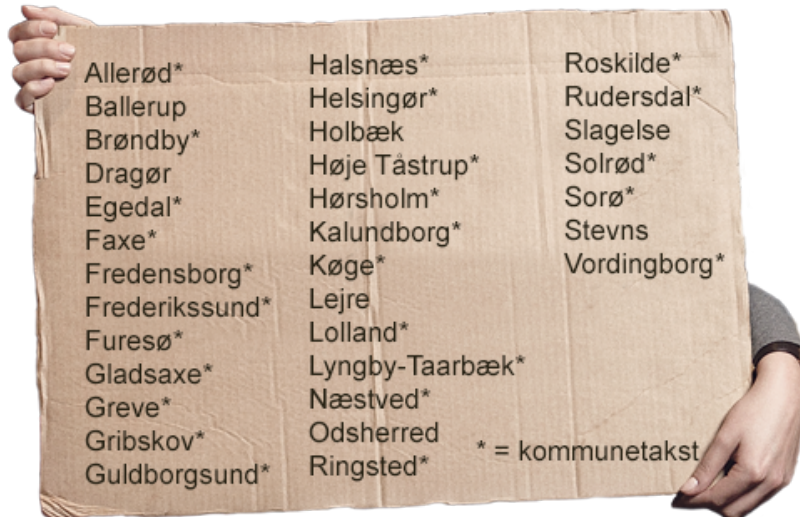 Allerød*
Ballerup
Brøndby*
Dragør
Egedal*
Faxe*
Fredensborg*
Frederikssund*
Furesø*
Gladsaxe*
Greve*
Gribskov*
Guldborgsund*
Halsnæs*
Helsingør*
Holbæk
Høje Tåstrup*
Hørsholm*
Kalundborg*
Køge*
Lejre
Lolland*
Lyngby-Taarbæk*
Næstved*
Odsherred
Ringsted*
Roskilde*
Rudersdal*
Slagelse
Solrød*
Sorø*
Stevns
Vordingborg*
* = kommunetakst